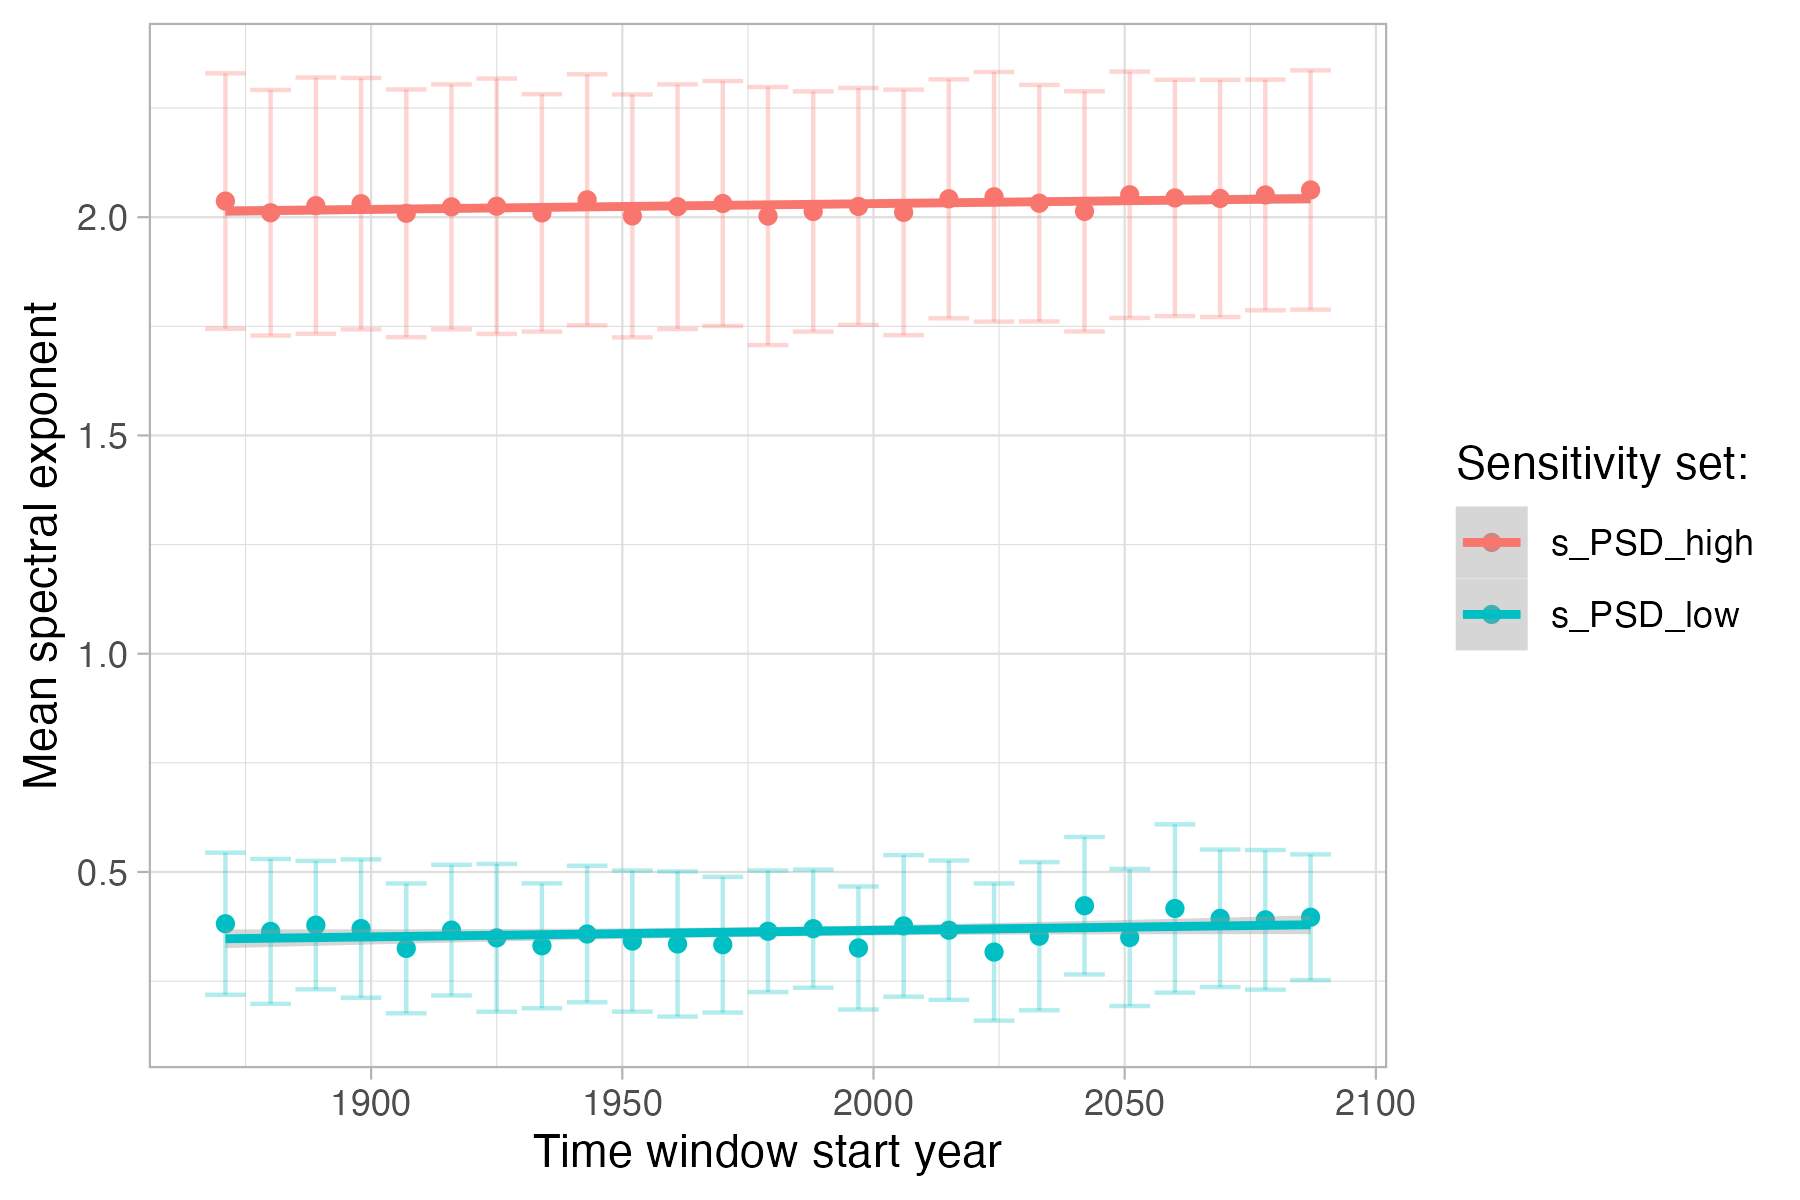 Mean spectral exponent
2.0
1.5
1.0
0.5
1900 1950 2000 2050 2100
Time window start year
Sensitivity set:
s_PSD_high
s_PSD_low